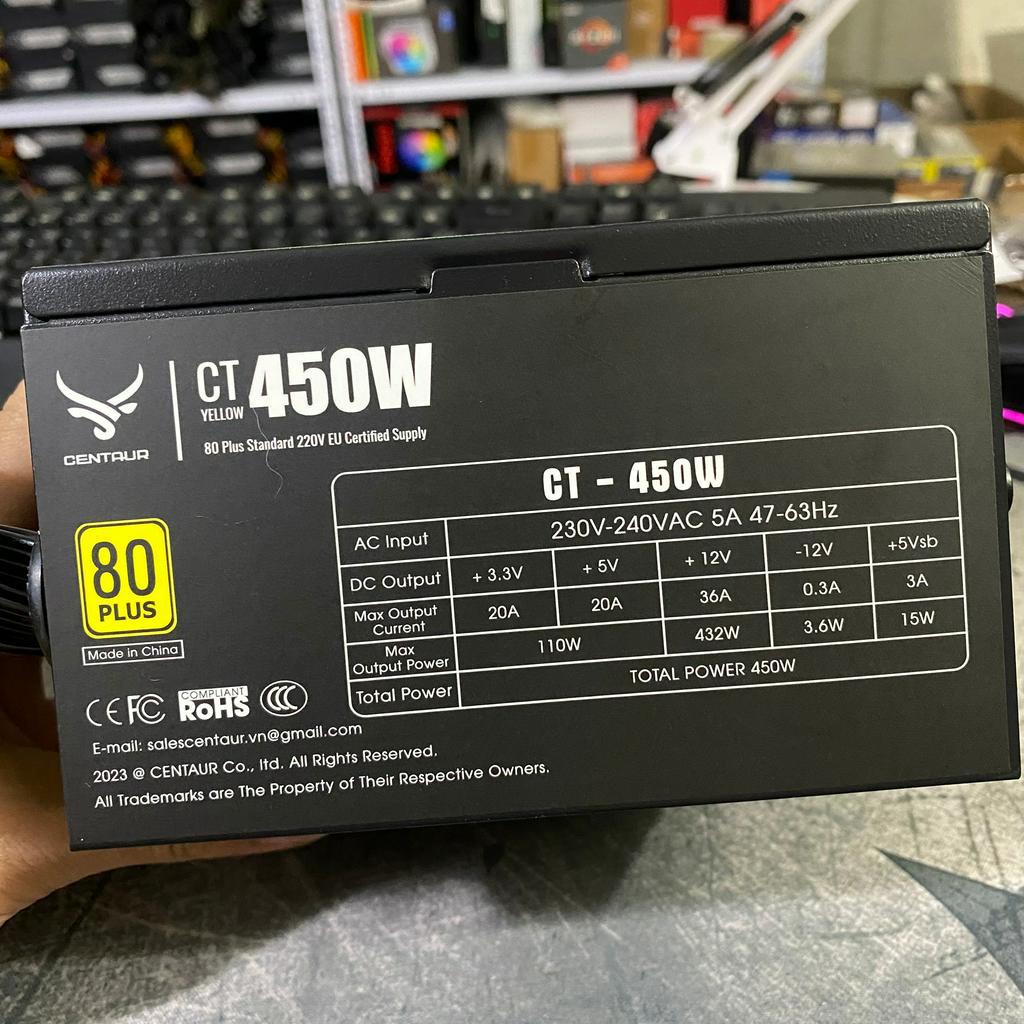 CENTAUR
CT
YELLOW
450W
80 Plus Standard 220V EU Certified Supply
80
PLUS
Made in China
CT - 450W
AC Input 230V-240VAC 5A 47-63Hz
DC Output +3.3V +5V +12V -12V +5Vsb
Max Output Current 20A 20A 36A 0.3A 3A
Max Output Power 110W 432W 3.6W 15W
Total Power TOTAL POWER 450W
CE FC COMPLIANT RoHS CCC
E-mail: salescentaur.vn@gmail.com
2023 @ CENTAUR Co., ltd. All Rights Reserved,
All Trademarks are The Property of Their Respective Owners.